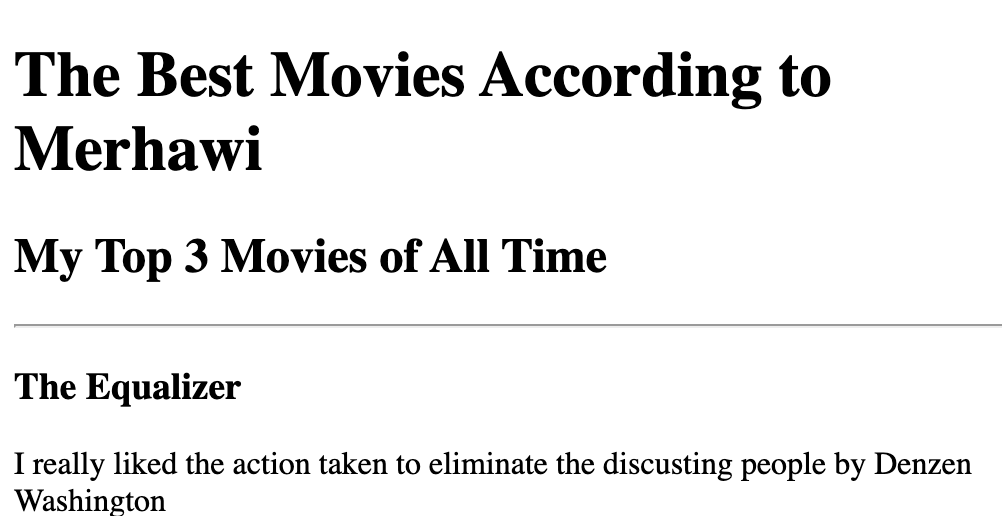 The Best Movies According to
Merhawi
My Top 3 Movies of All Time
The Equalizer
I really liked the action taken to eliminate the discusting people by Denzen
Washington